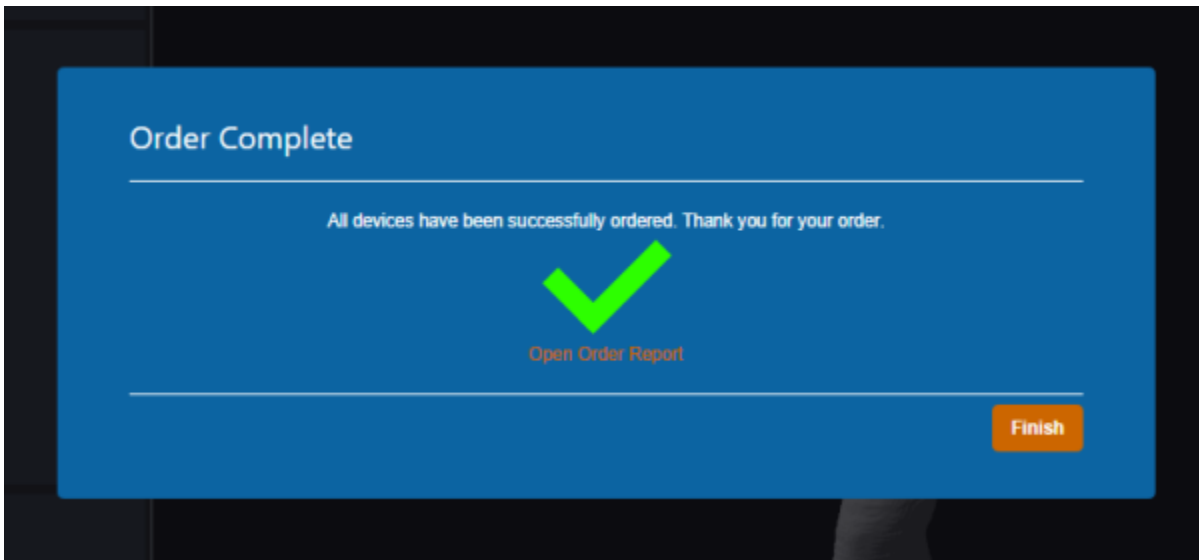 Order Complete
All devices have been successfully ordered. Thank you for your order.
Open Order Report
Finish